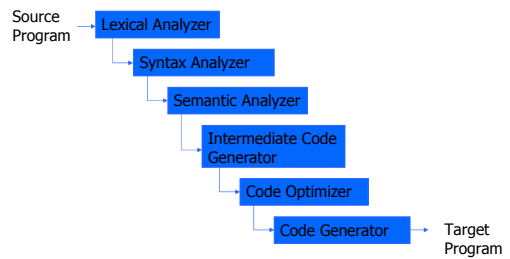 Source
Program
Lexical Analyzer
Syntax Analyzer
Semantic Analyzer
Intermediate Code
Generator
Code Optimizer
Code Generator
Target
Program